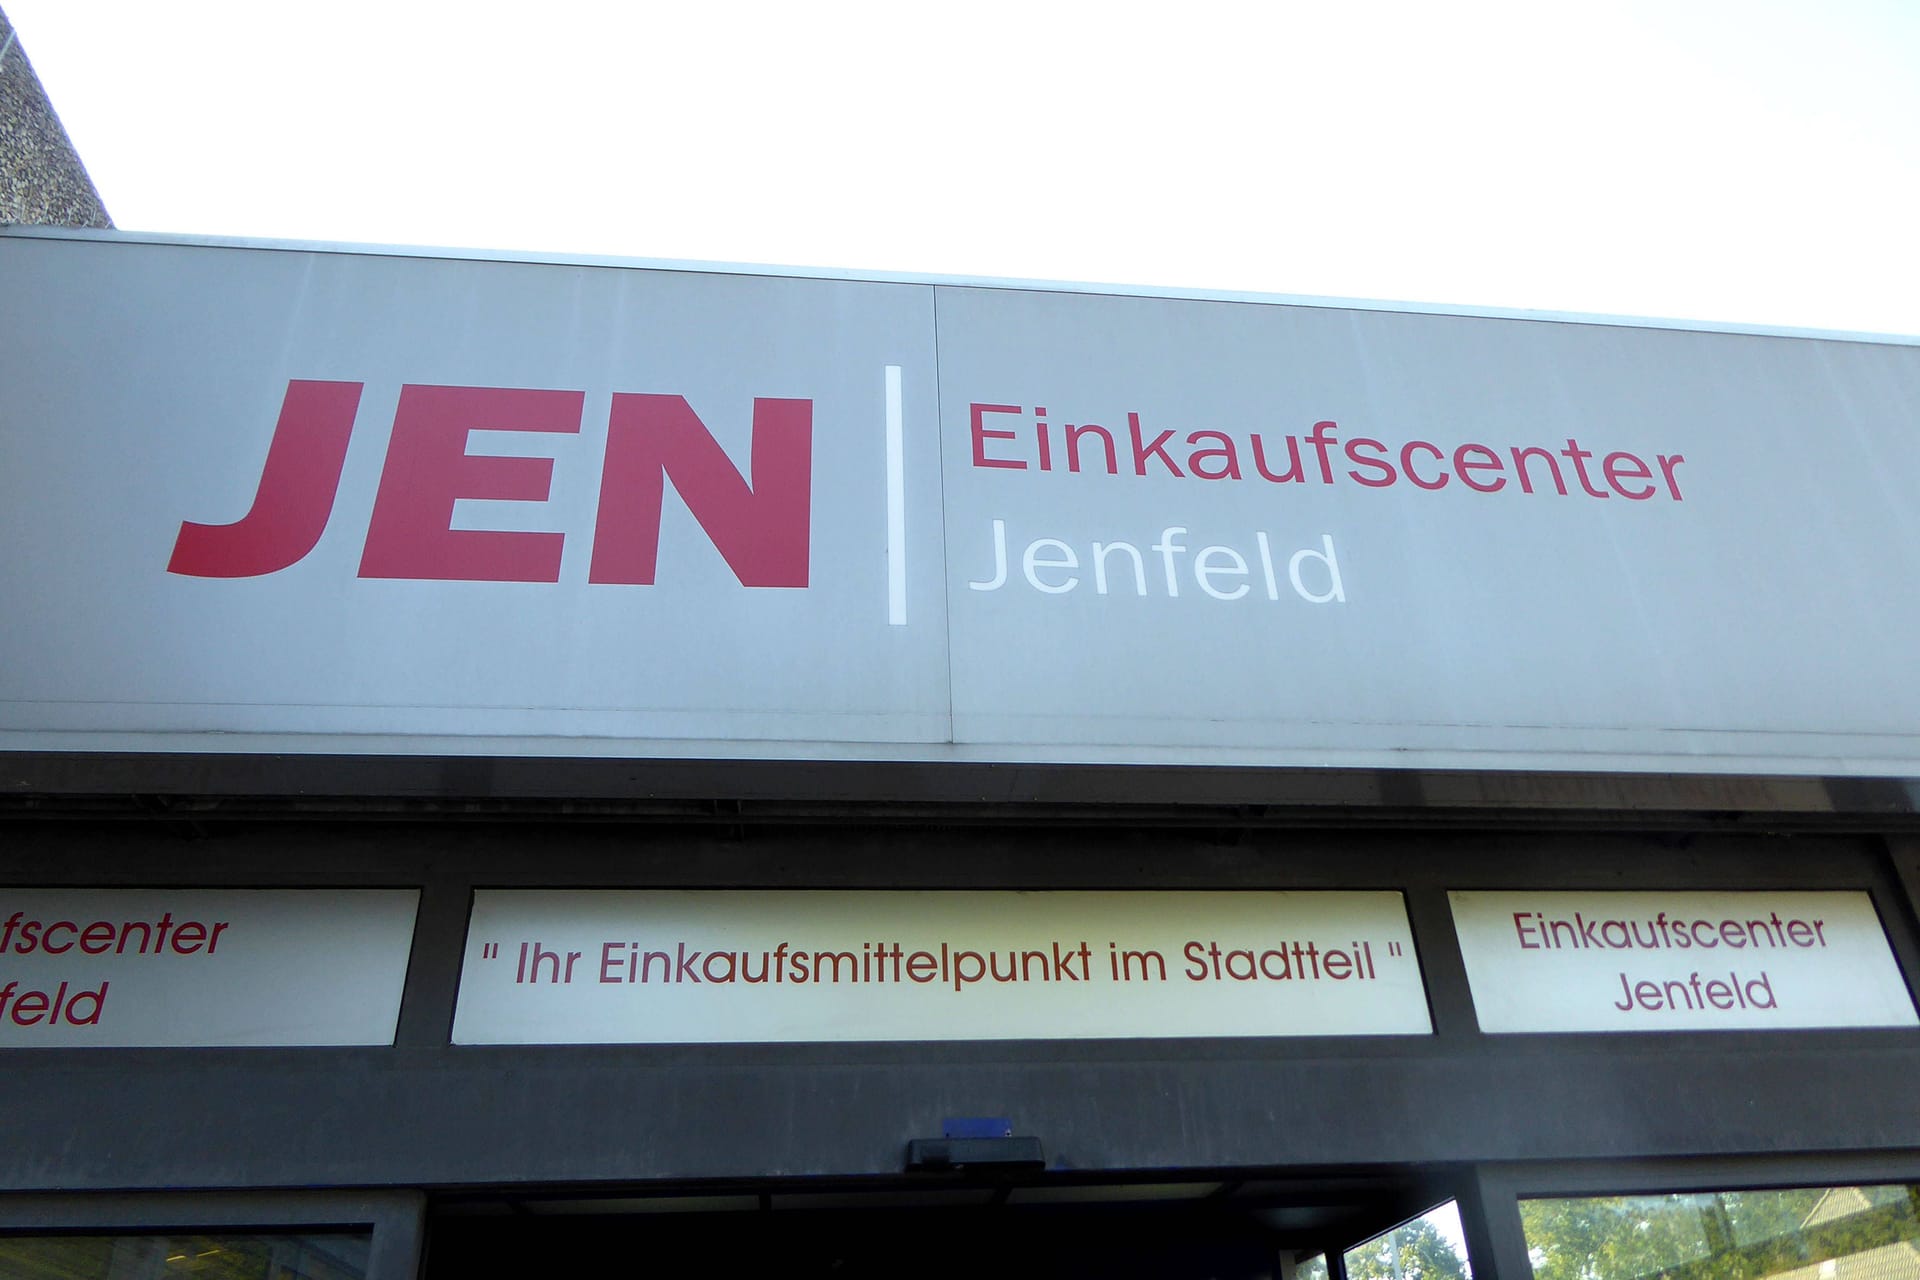 JEN
Einkaufscenter
Jenfeld
fscenter
feld
" Ihr Einkaufsmittelpunkt im Stadtteil "
Einkaufscenter
Jenfeld